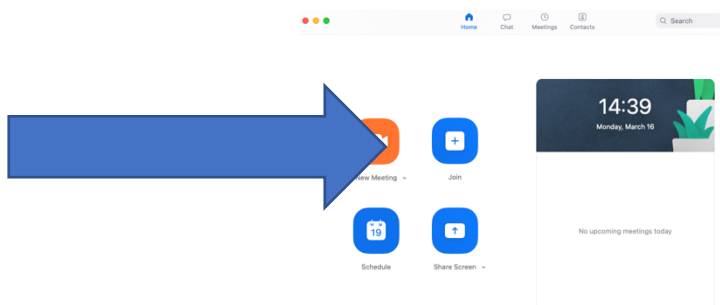 Home
Chat
Meetings
Contacts
Search
14:39
Monday, March 16
New Meeting
Join
19
Schedule
Share Screen
No upcoming meetings today